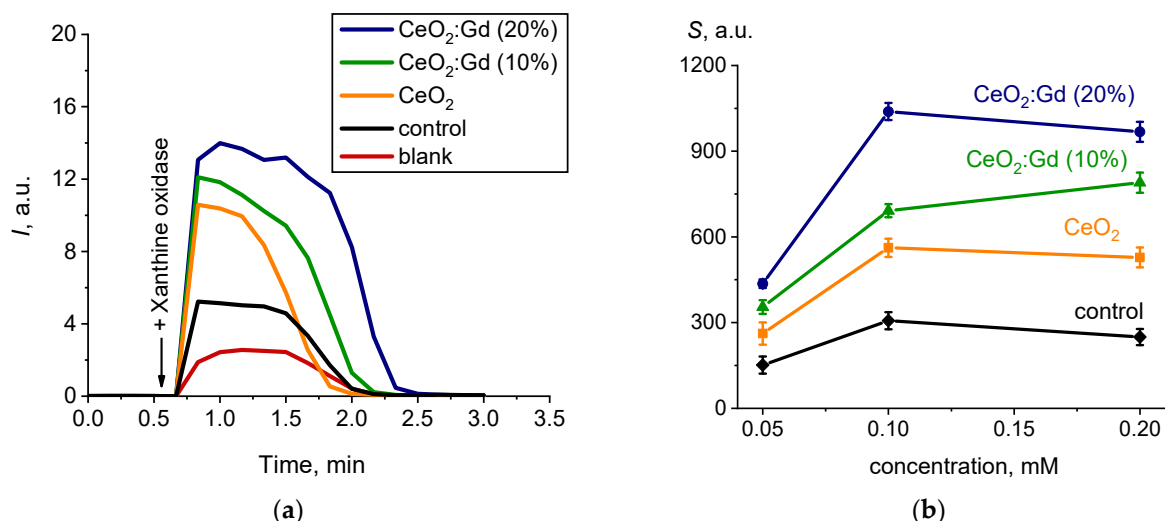 20
16
12
8
4
0
I, a.u.
+ Xanthine oxidase
CeO₂:Gd (20%)
CeO₂:Gd (10%)
CeO₂
control
blank
0.0 0.5 1.0 1.5 2.0 2.5 3.0 3.5
Time, min
(a)
S, a.u.
1200
900
600
300
0
CeO₂:Gd (20%)
CeO₂:Gd (10%)
CeO₂
control
0.05 0.10 0.15 0.20
concentration, mM
(b)